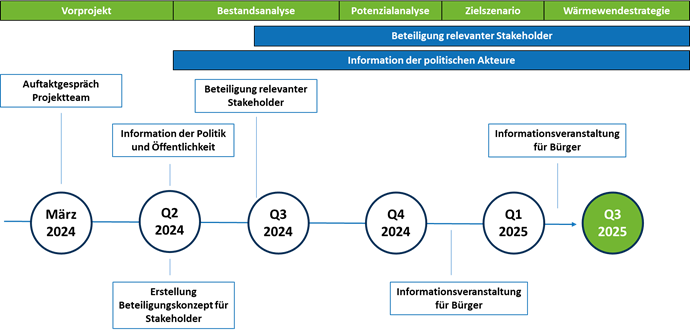 Vorprojekt
Bestandsanalyse
Potenzialanalyse
Zielszenario
Wärmewendestrategie
Beteiligung relevanter Stakeholder
Information der politischen Akteure
Auftaktgespräch
Projektteam
Beteiligung relevanter
Stakeholder
Information der Politik
und Öffentlichkeit
Informationsveranstaltung
für Bürger
März
2024
Q2
2024
Q3
2024
Q4
2024
Q1
2025
Q3
2025
Erstellung
Beteiligungskonzept für
Stakeholder
Informationsveranstaltung
für Bürger